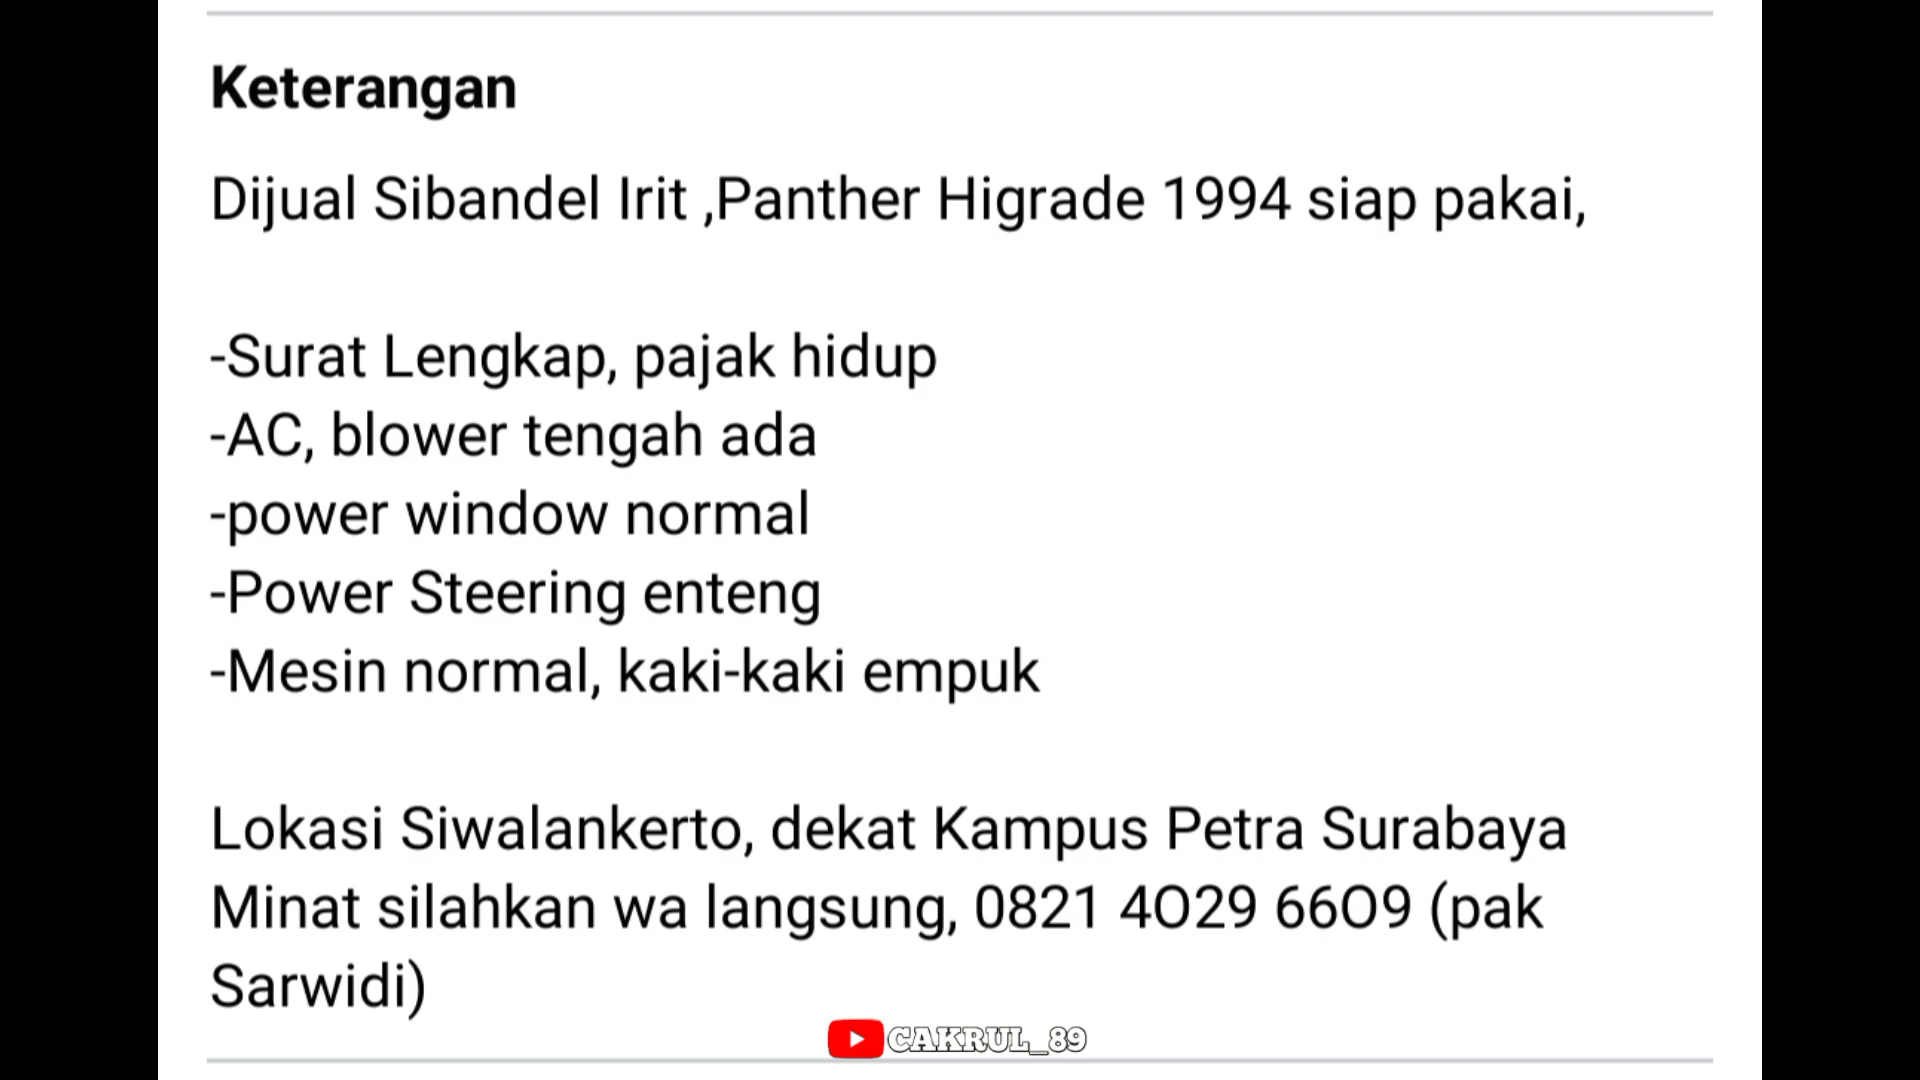 Keterangan
Dijual Sibandel Irit ,Panther Higrade 1994 siap pakai,
-Surat Lengkap, pajak hidup
-AC, blower tengah ada
-power window normal
-Power Steering enteng
-Mesin normal, kaki-kaki empuk
Lokasi Siwalankerto, dekat Kampus Petra Surabaya
Minat silahkan wa langsung, 0821 4O29 66O9 (pak
Sarwidi)
CAKRUL_89